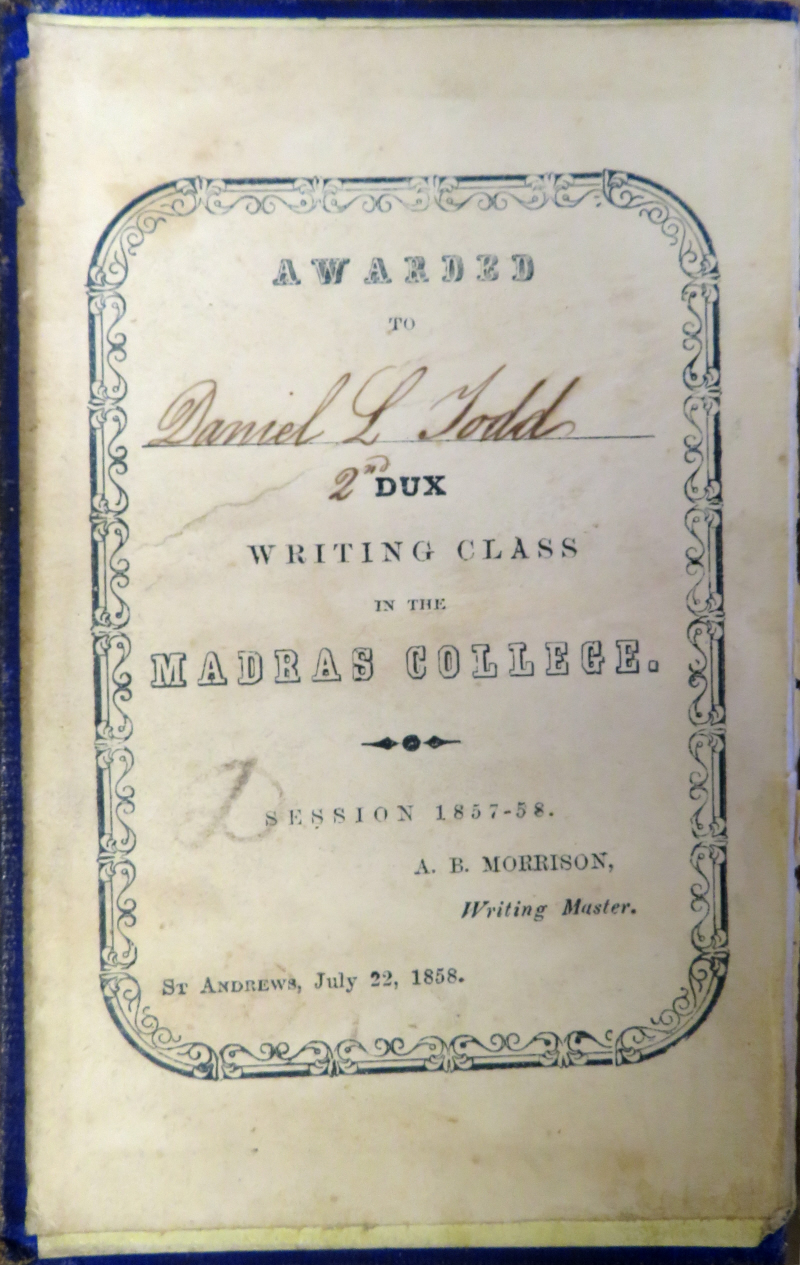 AWARDED
TO
Daniel L Todd
2nd DUX
WRITING CLASS
IN THE
MADRAS COLLEGE.
D
SESSION 1857-58.
A. B. MORRISON,
Writing Master.
ST ANDREWS, July 22, 1858.